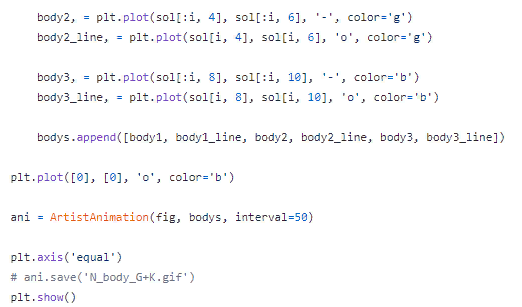 body2, = plt.plot(sol[:i, 4], sol[:i, 6], '-', color='g')
body2_line, = plt.plot(sol[i, 4], sol[i, 6], 'o', color='g')
body3, = plt.plot(sol[:i, 8], sol[:i, 10], '-', color='b')
body3_line, = plt.plot(sol[i, 8], sol[i, 10], 'o', color='b')
bodys.append([body1, body1_line, body2, body2_line, body3, body3_line])
plt.plot([0], [0], 'o', color='b')
ani = ArtistAnimation(fig, bodys, interval=50)
plt.axis('equal')
# ani.save('N_body_G+K.gif')
plt.show()